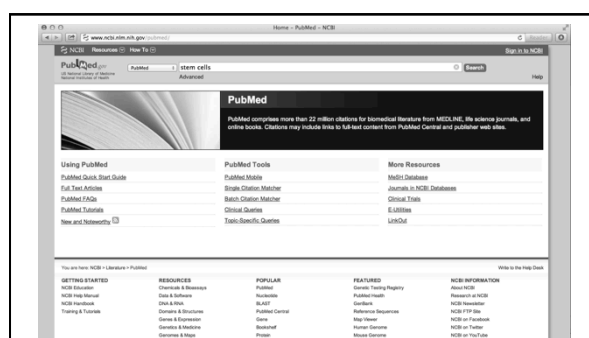 Home - PubMed - NCBI
www.ncbi.nlm.nih.gov/pubmed/
Reader
NCBI Resources How To Sign in to NCBI
PubMed.gov PubMed stem cells Search
US National Library of Medicine
National Institutes of Health
Advanced Help
PubMed
PubMed comprises more than 22 million citations for biomedical literature from MEDLINE, life science journals, and
online books. Citations may include links to full-text content from PubMed Central and publisher web sites.
Using PubMed PubMed Tools More Resources
PubMed Quick Start Guide PubMed Mobile MeSH Database
Full Text Articles Single Citation Matcher Journals in NCBI Databases
PubMed FAQs Batch Citation Matcher Clinical Trials
PubMed Tutorials Clinical Queries E-Utilities
New and Noteworthy Topic-Specific Queries LinkOut
You are here: NCBI > Literature > PubMed Write to the Help Desk
GETTING STARTED RESOURCES POPULAR FEATURED NCBI INFORMATION
NCBI Education Chemicals & Bioassays PubMed Genetic Testing Registry About NCBI
NCBI Help Manual Data & Software Nucleotide PubMed Health Research at NCBI
NCBI Handbook DNA & RNA BLAST GenBank NCBI Newsletter
Training & Tutorials Domains & Structures PubMed Central Reference Sequences NCBI FTP Site
Genes & Expression Gene Map Viewer NCBI on Facebook
Genetics & Medicine Bookshelf Human Genome NCBI on Twitter
Genomes & Maps Protein Mouse Genome NCBI on YouTube